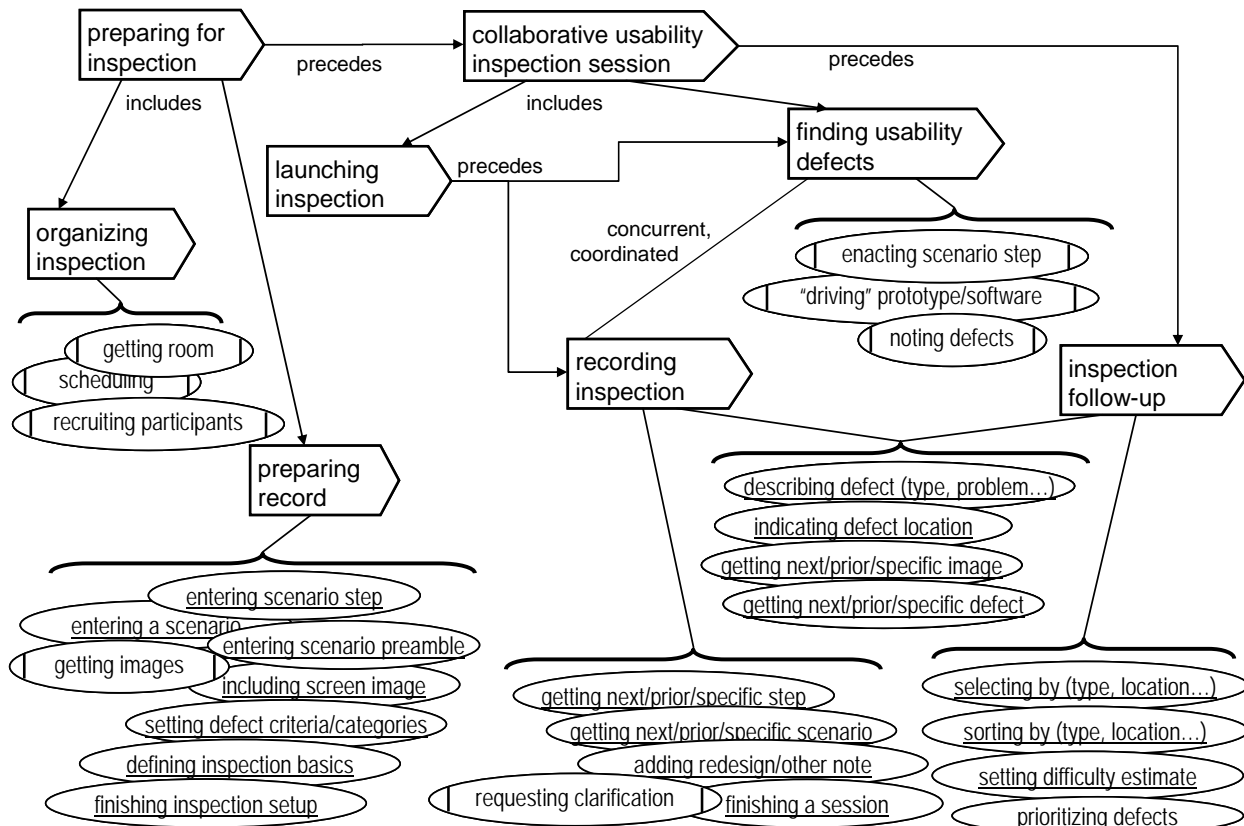 preparing for
inspection
collaborative usability
inspection session
precedes
precedes
includes
includes
finding usability
defects
launching
inspection
precedes
organizing
inspection
concurrent,
coordinated
enacting scenario step
“driving” prototype/software
noting defects
getting room
scheduling
recruiting participants
recording
inspection
inspection
follow-up
preparing
record
describing defect (type, problem…)
indicating defect location
getting next/prior/specific image
getting next/prior/specific defect
entering scenario step
entering a scenario
entering scenario preamble
getting images
including screen image
setting defect criteria/categories
defining inspection basics
finishing inspection setup
getting next/prior/specific step
getting next/prior/specific scenario
adding redesign/other note
requesting clarification
finishing a session
selecting by (type, location…)
sorting by (type, location…)
setting difficulty estimate
prioritizing defects